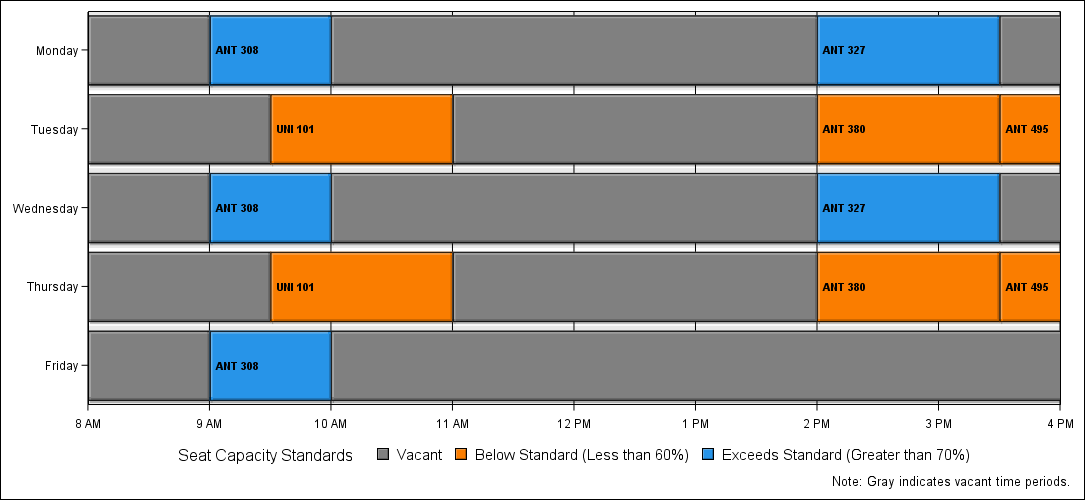 Monday
ANT 308
ANT 327
Tuesday
UNI 101
ANT 380
ANT 495
Wednesday
ANT 308
ANT 327
Thursday
UNI 101
ANT 380
ANT 495
Friday
ANT 308
8 AM 9 AM 10 AM 11 AM 12 PM 1 PM 2 PM 3 PM 4 PM
Seat Capacity Standards Vacant Below Standard (Less than 60%) Exceeds Standard (Greater than 70%)
Note: Gray indicates vacant time periods.